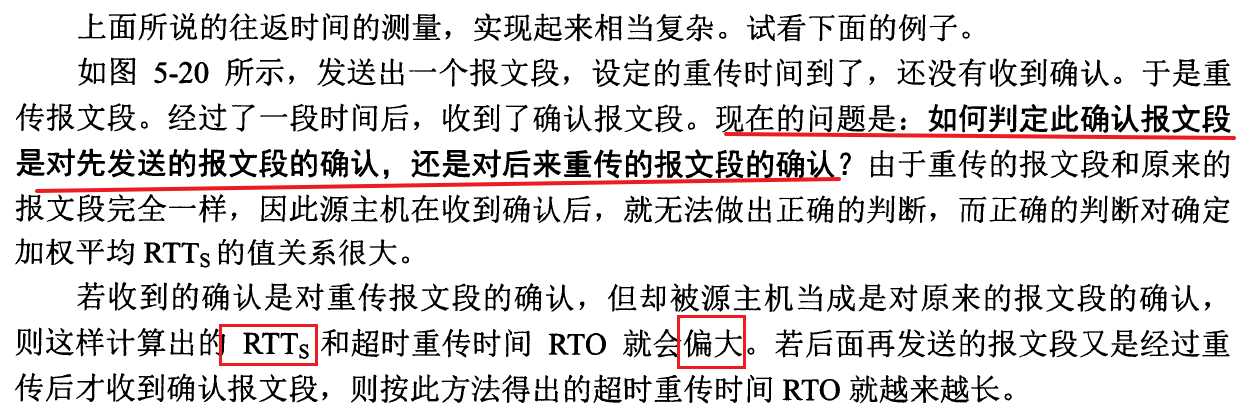 上面所说的往返时间的测量，实现起来相当复杂。试看下面的例子。
如图 5-20 所示，发送出一个报文段，设定的重传时间到了，还没有收到确认。于是重
传报文段。经过了一段时间后，收到了确认报文段。现在的问题是：如何判定此确认报文段
是对先发送的报文段的确认，还是对后来重传的报文段的确认？由于重传的报文段和原来的
报文段完全一样，因此源主机在收到确认后，就无法做出正确的判断，而正确的判断对确定
加权平均 RTTS 的值关系很大。
若收到的确认是对重传报文段的确认，但却被源主机当成是对原来的报文段的确认，
则这样计算出的 RTTS 和超时重传时间 RTO 就会偏大。若后面再发送的报文段又是经过重
传后才收到确认报文段，则按此方法得出的超时重传时间 RTO 就越来越长。